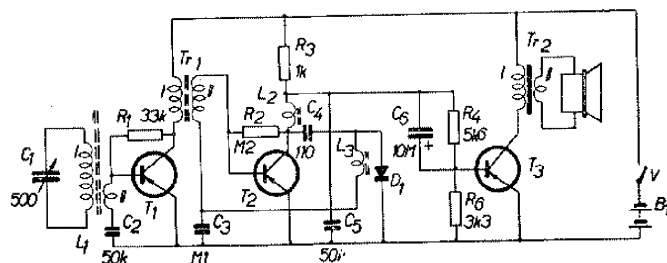 Tr1
I
II
R3
1k
L2
C4
110
R1
33k
R2
M2
C1
500
I
II
L1
T1
C2
50k
C3
M1
T2
L3
C5
D1
C6
10M
+
R4
5k6
R6
3k3
T3
Tr2
I
II
V
B1